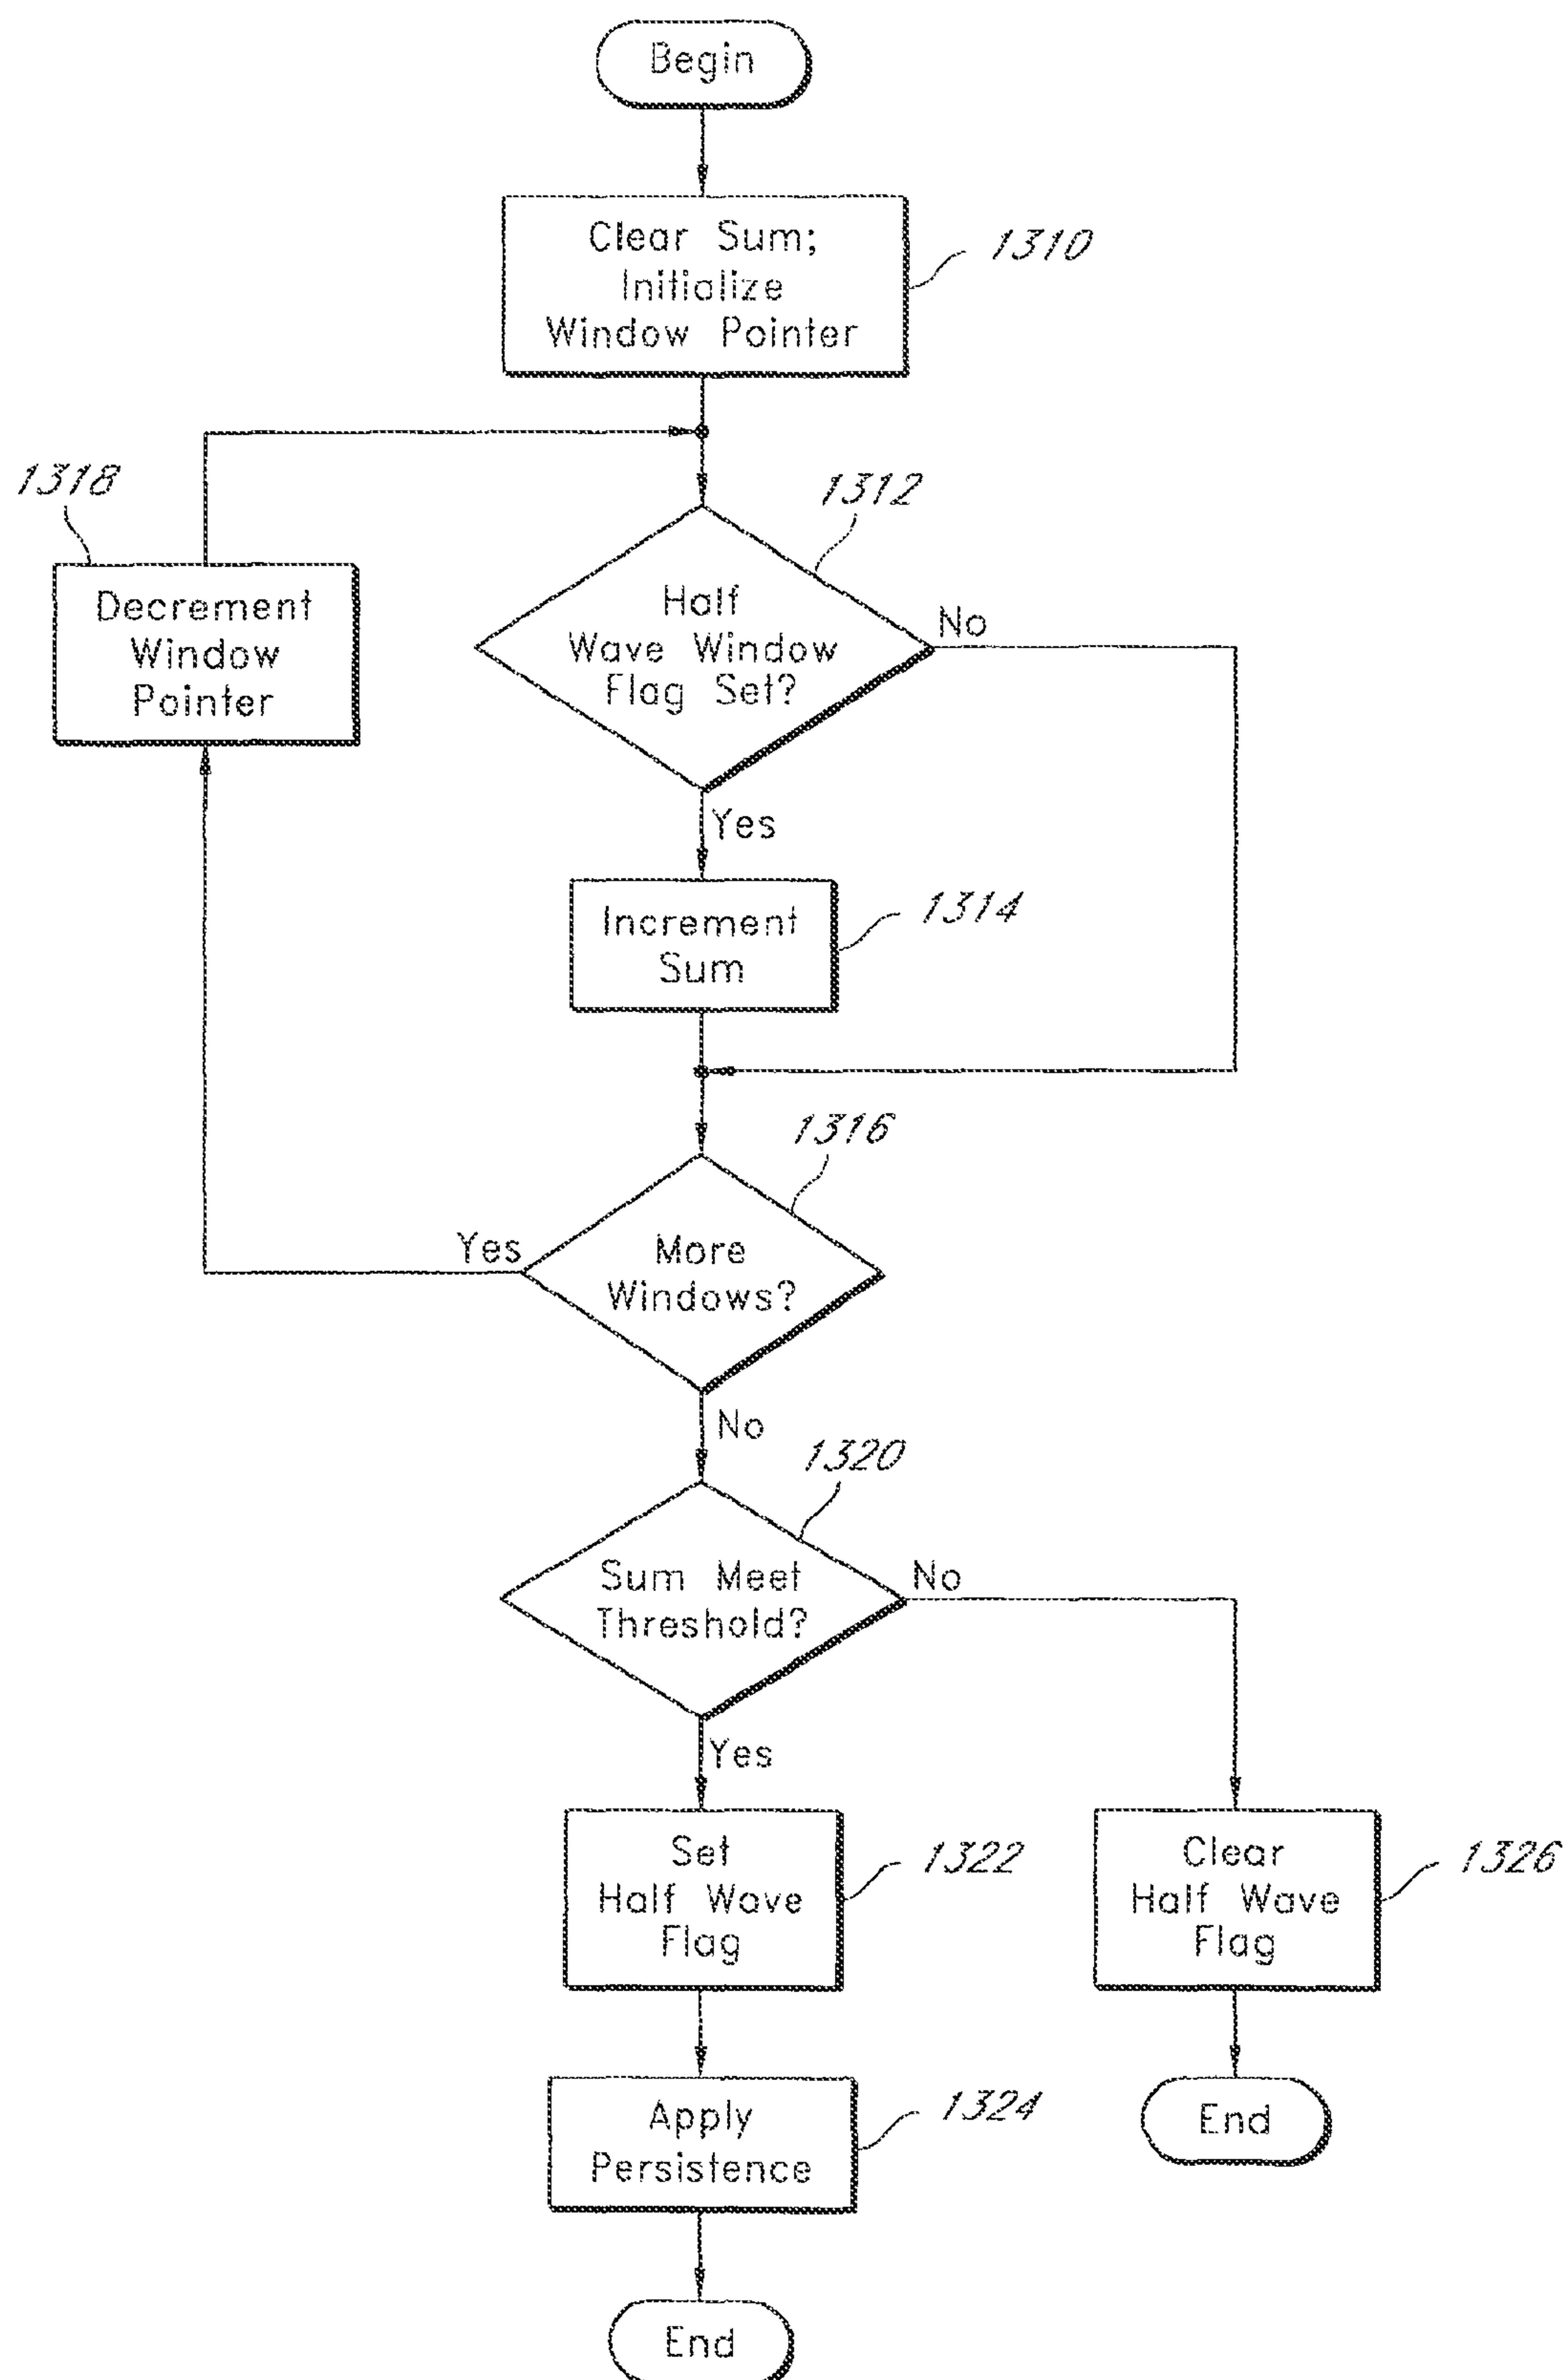 Begin
Clear Sum;
Initialize
Window Pointer
1310
1318
Decrement
Window
Pointer
1312
Half
Wave Window
Flag Set?
No
Yes
Increment
Sum
1314
1316
More
Windows?
Yes
No
1320
Sum Meet
Threshold?
No
Yes
Set
Half Wave
Flag
1322
Clear
Half Wave
Flag
1326
Apply
Persistence
1324
End
End